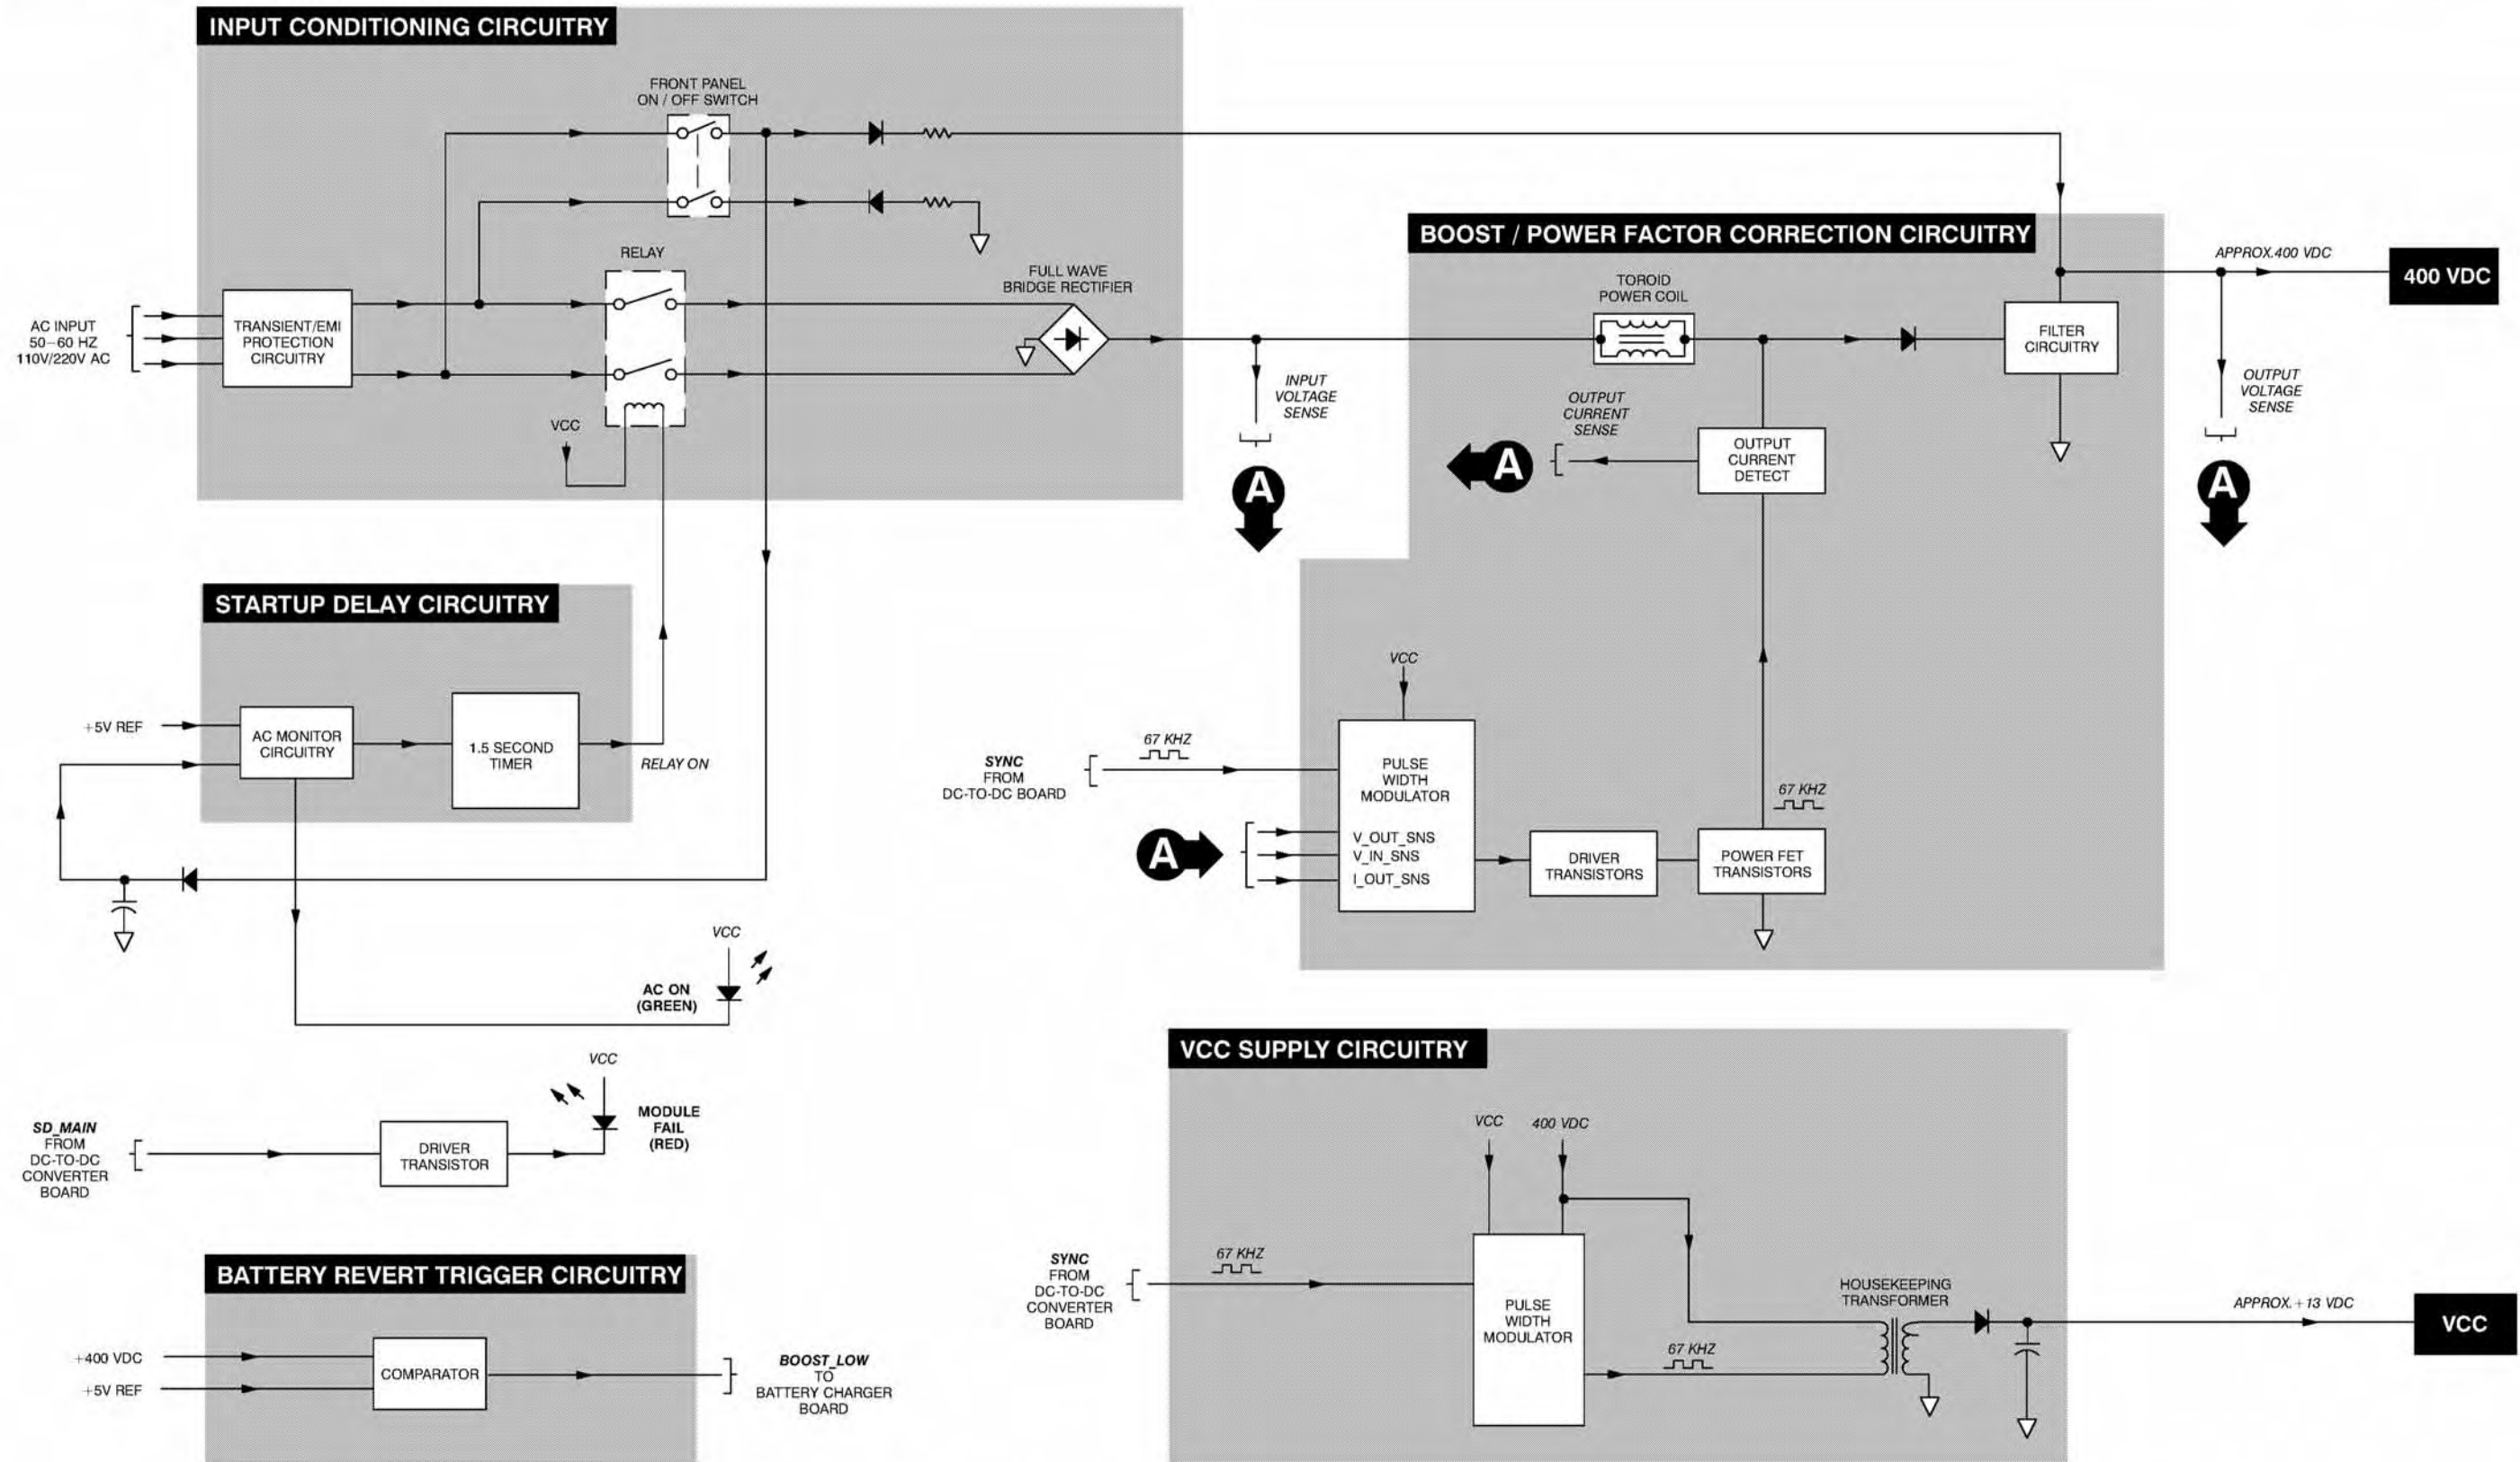 INPUT CONDITIONING CIRCUITRY
FRONT PANEL
ON / OFF SWITCH
RELAY
FULL WAVE
BRIDGE RECTIFIER
AC INPUT
50–60 HZ
110V/220V AC
TRANSIENT/EMI
PROTECTION
CIRCUITRY
VCC
INPUT
VOLTAGE
SENSE
A
BOOST / POWER FACTOR CORRECTION CIRCUITRY
TOROID
POWER COIL
APPROX.400 VDC
400 VDC
FILTER
CIRCUITRY
OUTPUT
VOLTAGE
SENSE
A
OUTPUT
CURRENT
SENSE
A
OUTPUT
CURRENT
DETECT
STARTUP DELAY CIRCUITRY
+5V REF
AC MONITOR
CIRCUITRY
1.5 SECOND
TIMER
RELAY ON
VCC
67 KHZ
SYNC
FROM
DC-TO-DC BOARD
PULSE
WIDTH
MODULATOR
A
V_OUT_SNS
V_IN_SNS
I_OUT_SNS
DRIVER
TRANSISTORS
67 KHZ
POWER FET
TRANSISTORS
VCC
AC ON
(GREEN)
VCC
MODULE
FAIL
(RED)
SD_MAIN
FROM
DC-TO-DC
CONVERTER
BOARD
DRIVER
TRANSISTOR
VCC SUPPLY CIRCUITRY
VCC
400 VDC
SYNC
FROM
DC-TO-DC
CONVERTER
BOARD
67 KHZ
PULSE
WIDTH
MODULATOR
67 KHZ
HOUSEKEEPING
TRANSFORMER
APPROX.+13 VDC
VCC
BATTERY REVERT TRIGGER CIRCUITRY
+400 VDC
+5V REF
COMPARATOR
BOOST_LOW
TO
BATTERY CHARGER
BOARD